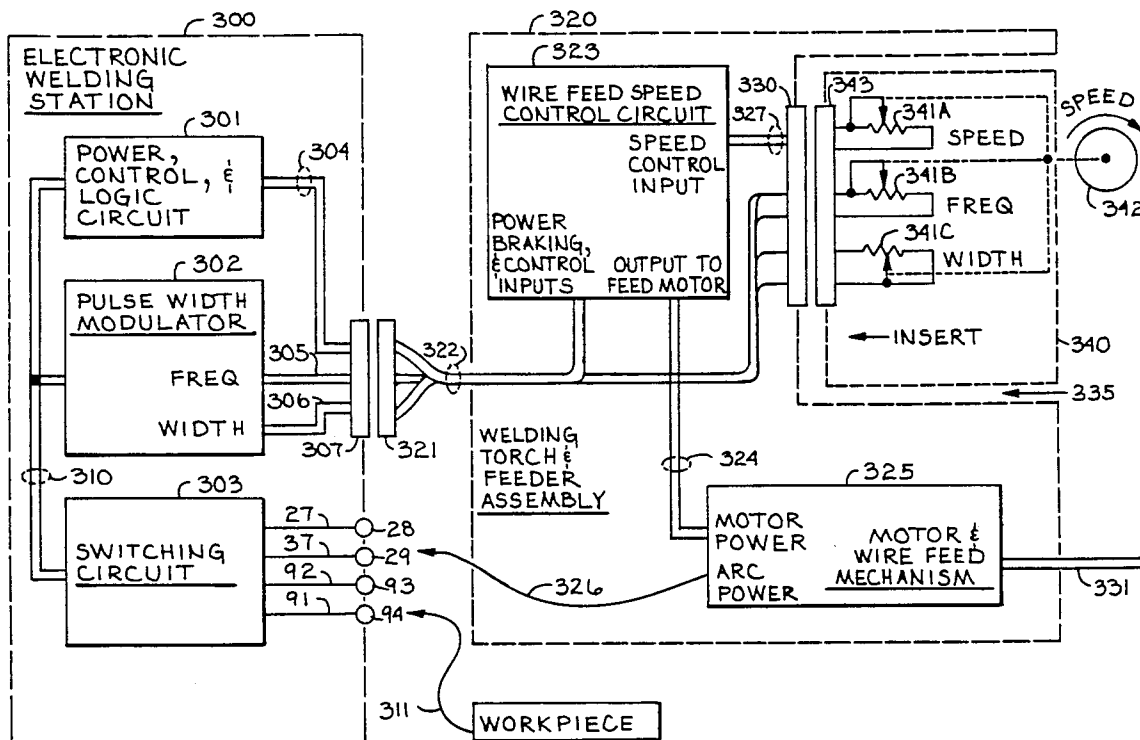 300
ELECTRONIC
WELDING
STATION
301
POWER,
CONTROL, &
LOGIC
CIRCUIT
304
302
PULSE WIDTH
MODULATOR
FREQ
WIDTH
305
306
307
321
322
310
303
SWITCHING
CIRCUIT
27
28
37
29
92
93
91
94
326
311
WORKPIECE
320
323
WIRE FEED SPEED
CONTROL CIRCUIT
SPEED
CONTROL
INPUT
POWER
BRAKING,
& CONTROL
INPUTS
OUTPUT TO
FEED MOTOR
327
330
343
341A
SPEED
341B
FREQ
341C
WIDTH
SPEED
342
INSERT
340
335
WELDING
TORCH &
FEEDER
ASSEMBLY
324
325
MOTOR
POWER
ARC
POWER
MOTOR &
WIRE FEED
MECHANISM
331